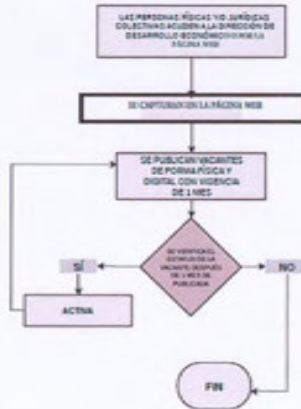 LAS PERSONAS FÍSICAS Y/O JURÍDICAS
COLECTIVAS ACUDEN A LA DIRECCIÓN DE
DESARROLLO ECONÓMICO O POR LA
PÁGINA WEB
SE CAPTURAN EN LA PÁGINA WEB
SE PUBLICAN VACANTES
DE FORMA FÍSICA Y
DIGITAL CON VIGENCIA
DE 1 MES
SE VERIFICA EL
ESTATUS DE LA
VACANTE DESPUÉS
DE 1 MES DE
PUBLICADA
SÍ
NO
ACTIVA
FIN